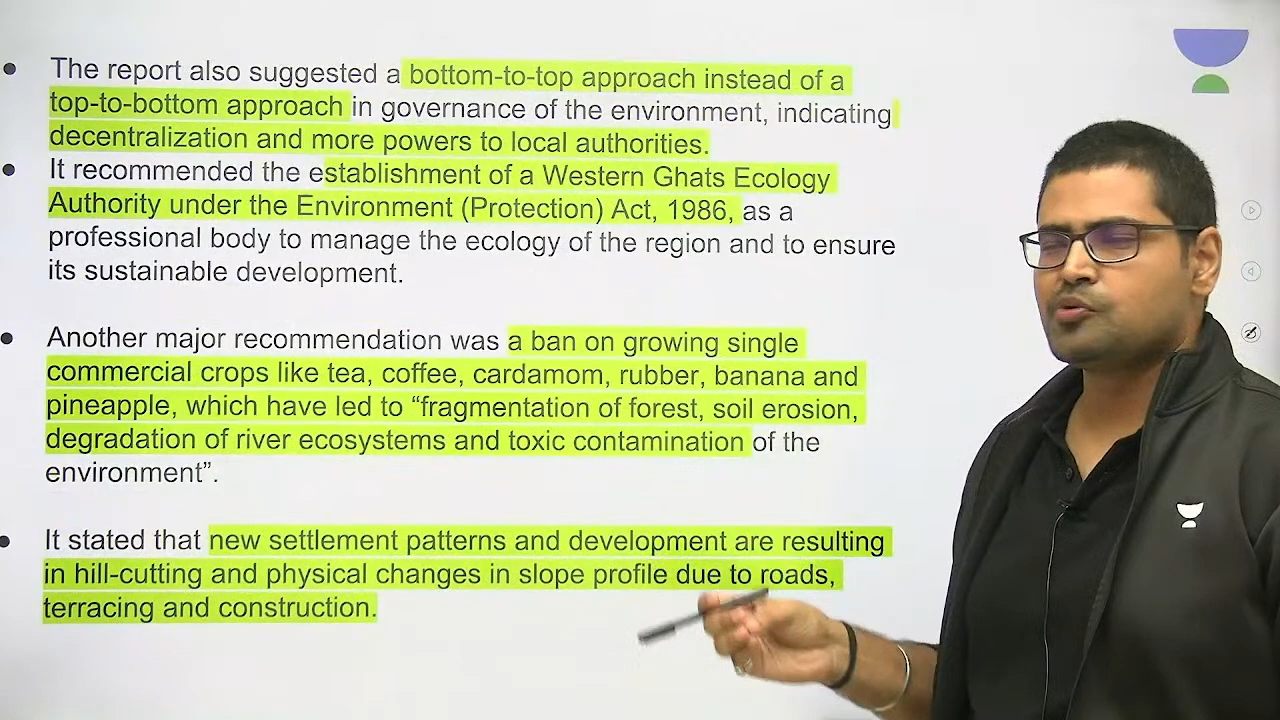 The report also suggested a bottom-to-top approach instead of a
top-to-bottom approach in governance of the environment, indicating
decentralization and more powers to local authorities.
It recommended the establishment of a Western Ghats Ecology
Authority under the Environment (Protection) Act, 1986, as a
professional body to manage the ecology of the region and to ensure
its sustainable development.
Another major recommendation was a ban on growing single
commercial crops like tea, coffee, cardamom, rubber, banana and
pineapple, which have led to “fragmentation of forest, soil erosion,
degradation of river ecosystems and toxic contamination of the
environment”.
It stated that new settlement patterns and development are resulting
in hill-cutting and physical changes in slope profile due to roads,
terracing and construction.